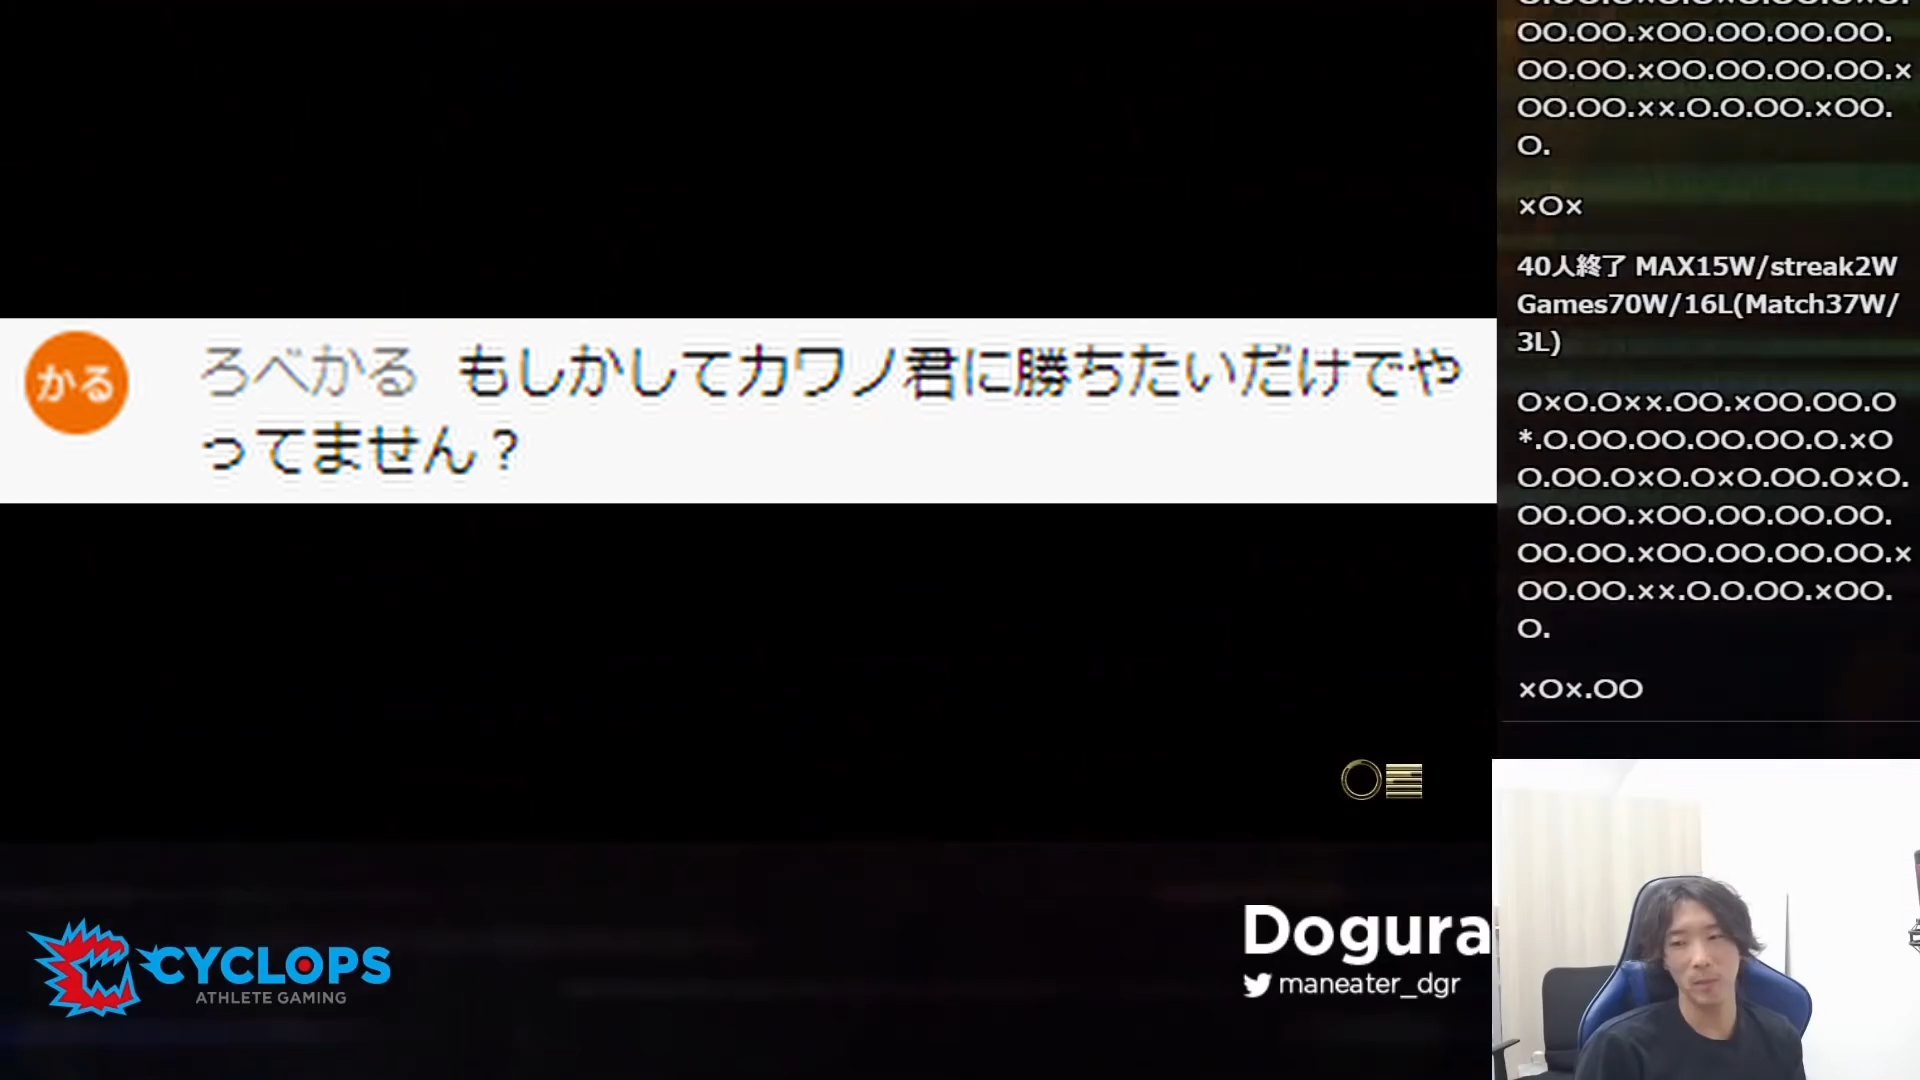 かる
ろべかる もしかしてカワノ君に勝ちたいだけでや
ってません？
OO.OO.×OO.OO.OO.OO.
OO.OO.×OO.OO.OO.OO.×
OO.OO.××.O.O.OO.×OO.
O.
×O×
40人終了 MAX15W/streak2W
Games70W/16L(Match37W/
3L)
O×O.O××.OO.×OO.OO.O
*.O.OO.OO.OO.OO.O.×O
O.OO.O×O.O×O.OO.O×O.
OO.OO.×OO.OO.OO.OO.
OO.OO.×OO.OO.OO.OO.×
OO.OO.××.O.O.OO.×OO.
O.
×O×.OO
CYCLOPS
ATHLETE GAMING
Dogura
maneater_dgr